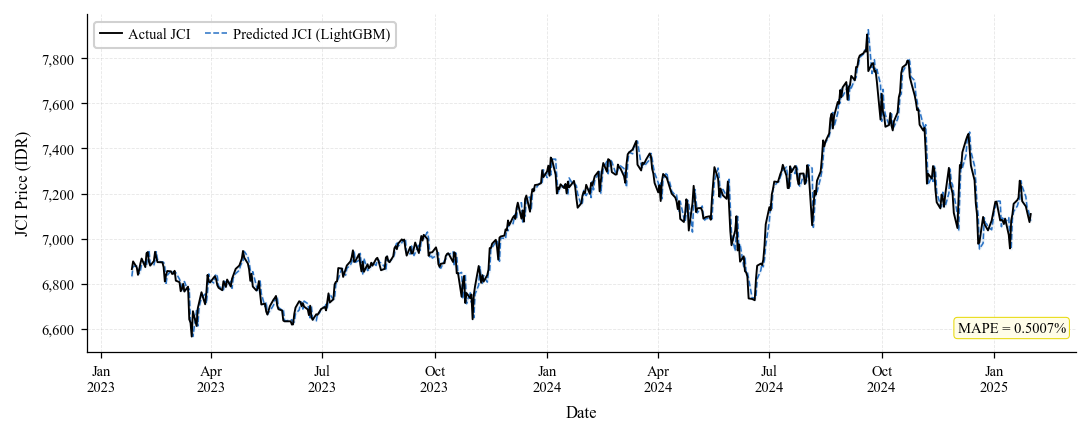 Actual JCI Predicted JCI (LightGBM)
JCI Price (IDR)
7,800
7,600
7,400
7,200
7,000
6,800
6,600
MAPE = 0.5007%
Jan Apr Jul Oct Jan Apr Jul Oct Jan
2023 2023 2023 2023 2024 2024 2024 2024 2025
Date